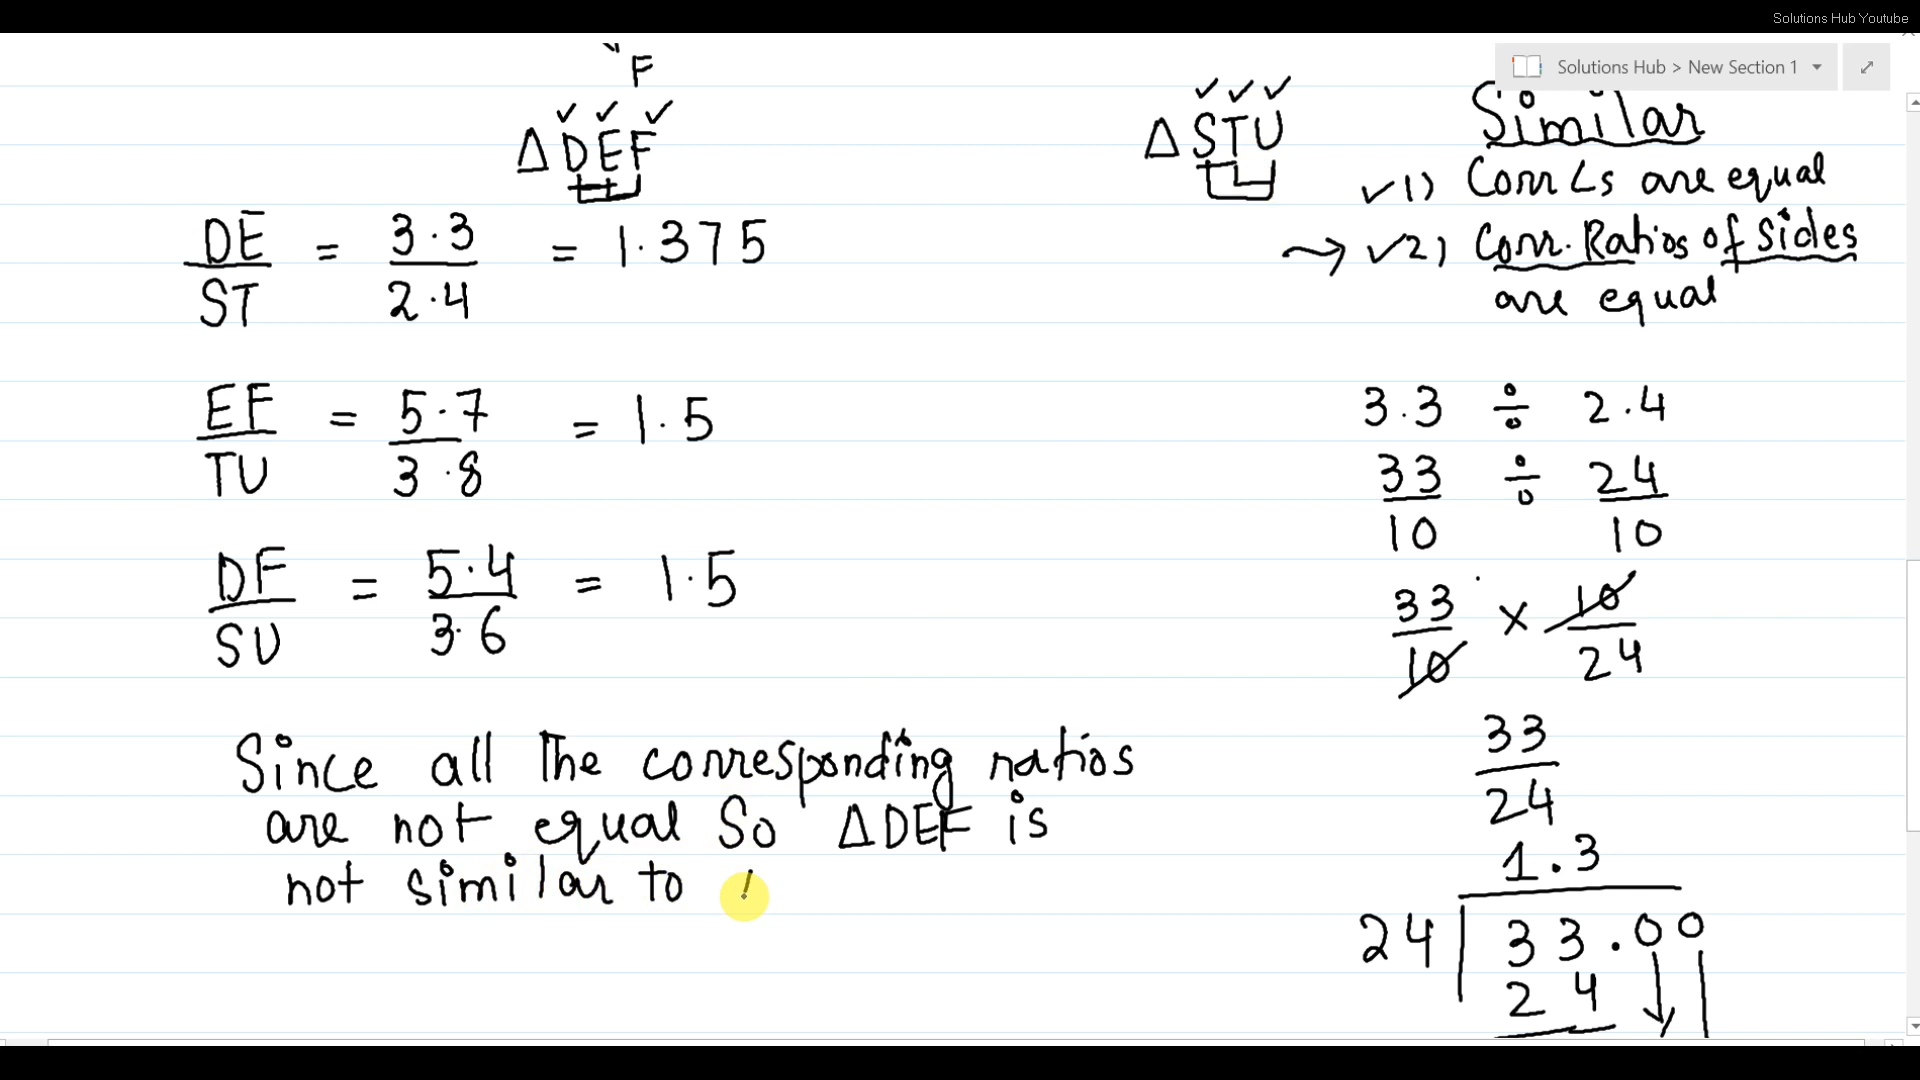 Solutions Hub Youtube
Solutions Hub > New Section 1
F
Δ DEF
Δ STU
DE/ST = 3.3/2.4 = 1.375
EF/TU = 5.7/3.8 = 1.5
DF/SU = 5.4/3.6 = 1.5
Since all the corresponding ratios
are not equal So ΔDEF is
not similar to
Similar
1) Corr ∠s are equal
→ 2) Corr. Ratios of Sides
are equal
3.3 ÷ 2.4
33/10 ÷ 24/10
33/10 × 10/24
33/24
1.3
24 33.00
24